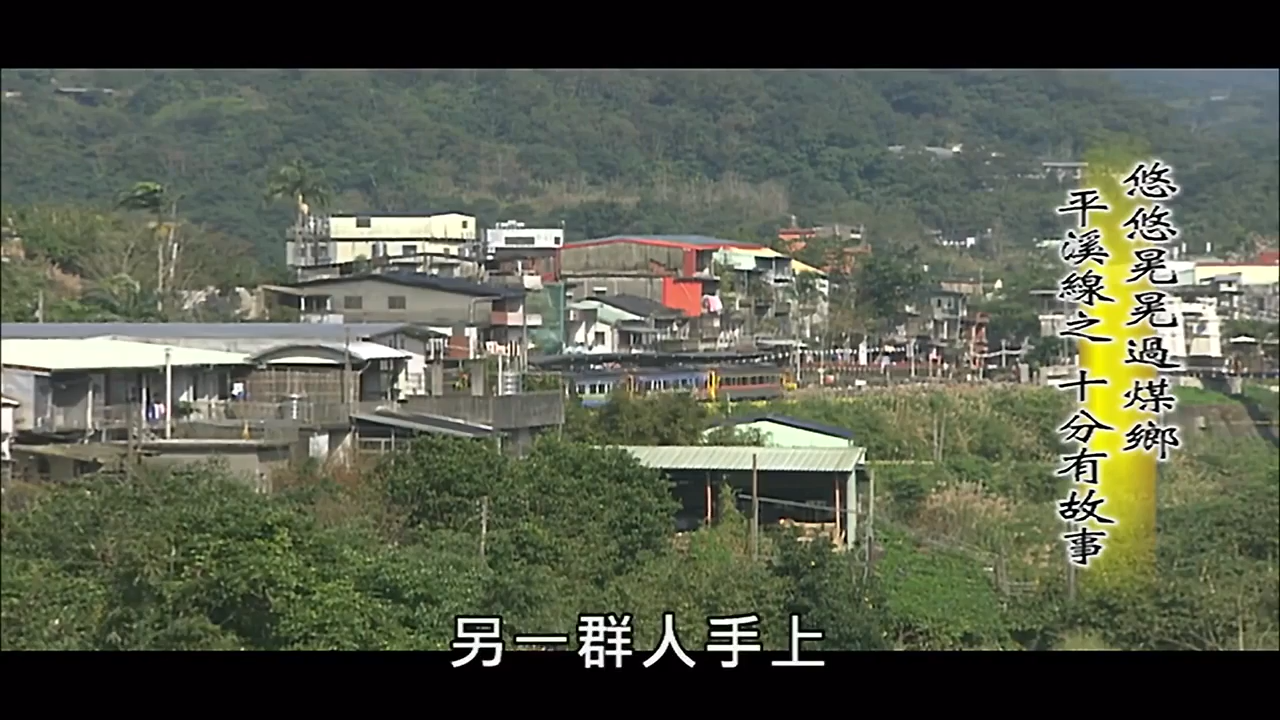 悠悠晃晃過煤鄉
平溪線之 十分有故事
另一群人手上